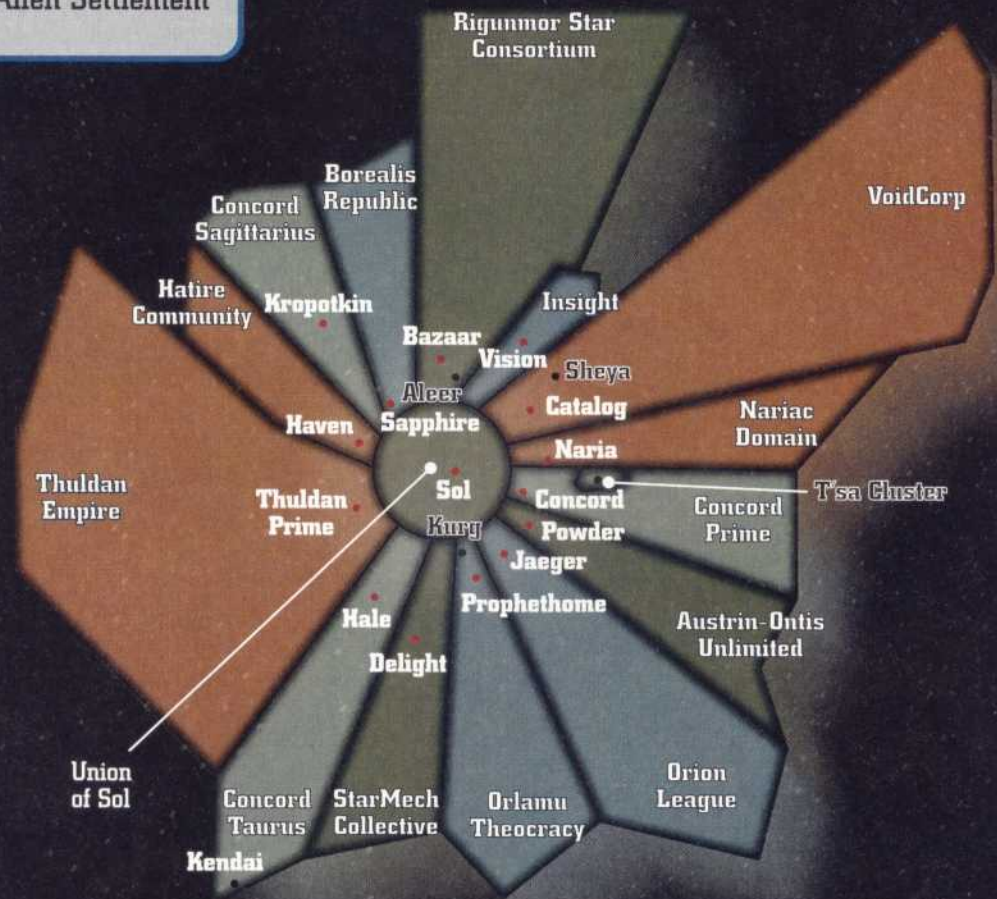 Alien Settlement
Rigunmor Star
Consortium
Borealis
Republic
Concord
Sagittarius
VoidCorp
Hatire
Community
Kropotkin
Insight
Bazaar
Vision
Sheya
Aleer
Catalog
Sapphire
Nariac
Domain
Haven
Naria
Thuldan
Empire
Sol
T'sa Cluster
Thuldan
Prime
Concord
Concord
Prime
Kurg
Powder
Jaeger
Hale
Prophethome
Austrin-Ontis
Unlimited
Delight
Union
of Sol
Orion
League
Concord
Taurus
StarMech
Collective
Orlamu
Theocracy
Kendai